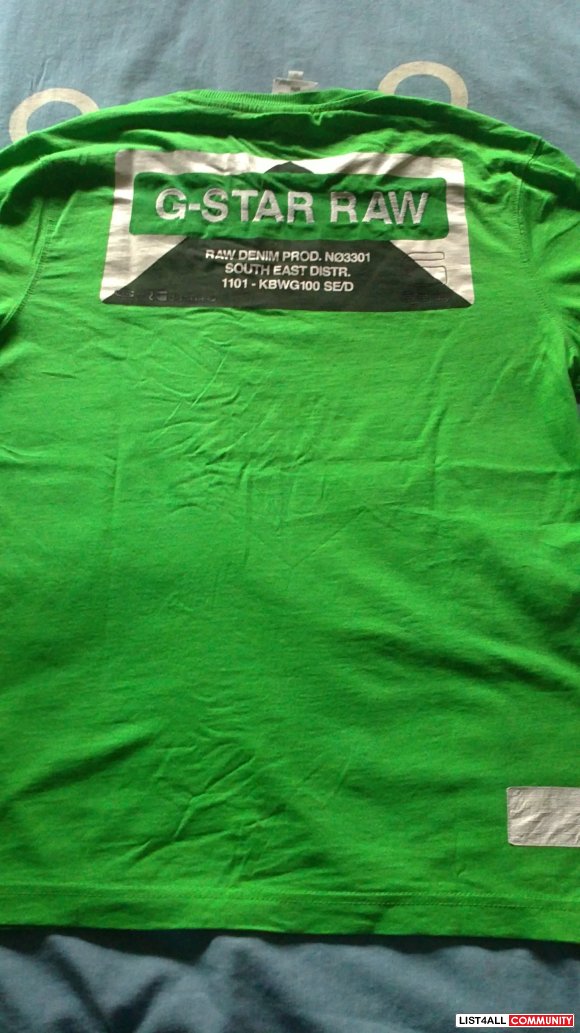 G-STAR RAW
RAW DENIM PROD. NØ3301
SOUTH EAST DISTR.
1101 - KBWG100 SE/D
LIST4ALL COMMUNITY